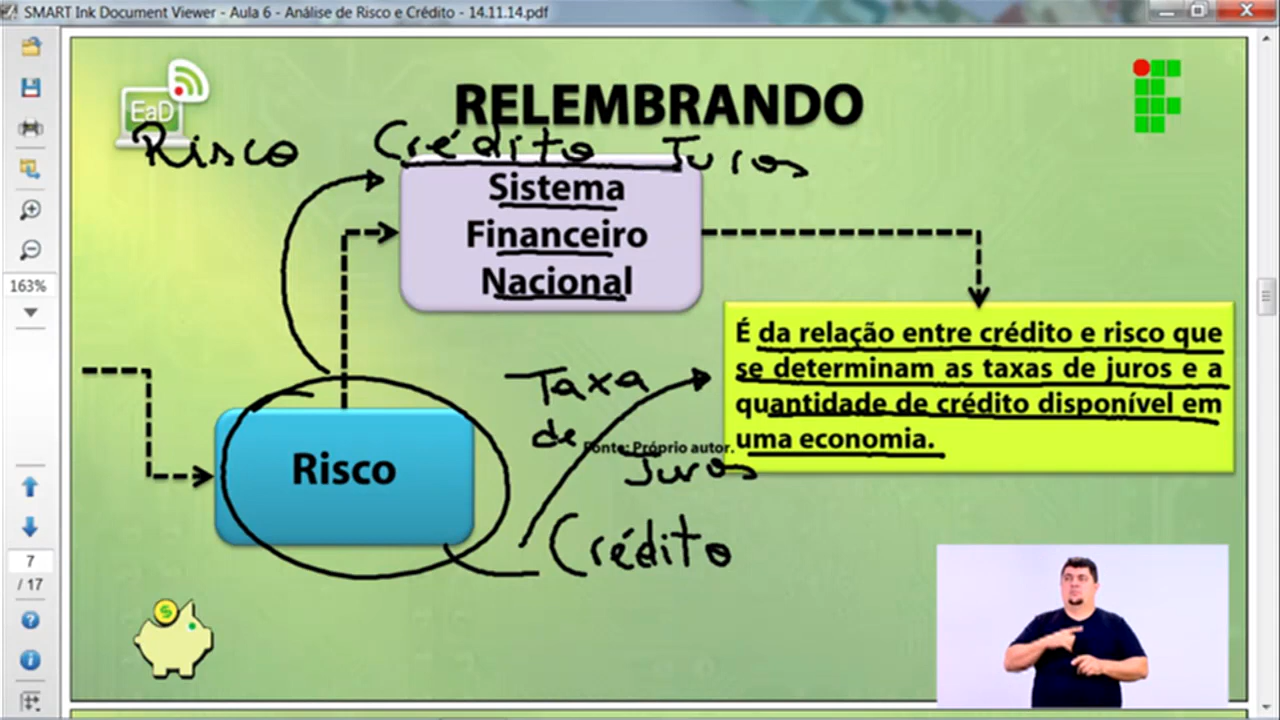 SMART Ink Document Viewer - Aula 6 - Análise de Risco e Crédito - 14.11.14.pdf
EaD
RELEMBRANDO
Risco Crédito Juros
Sistema
Financeiro
Nacional
163%
É da relação entre crédito e risco que
se determinam as taxas de juros e a
quantidade de crédito disponível em
uma economia.
Taxa
de
Juros
Fonte: Próprio autor.
Risco
Crédito
7
/ 17